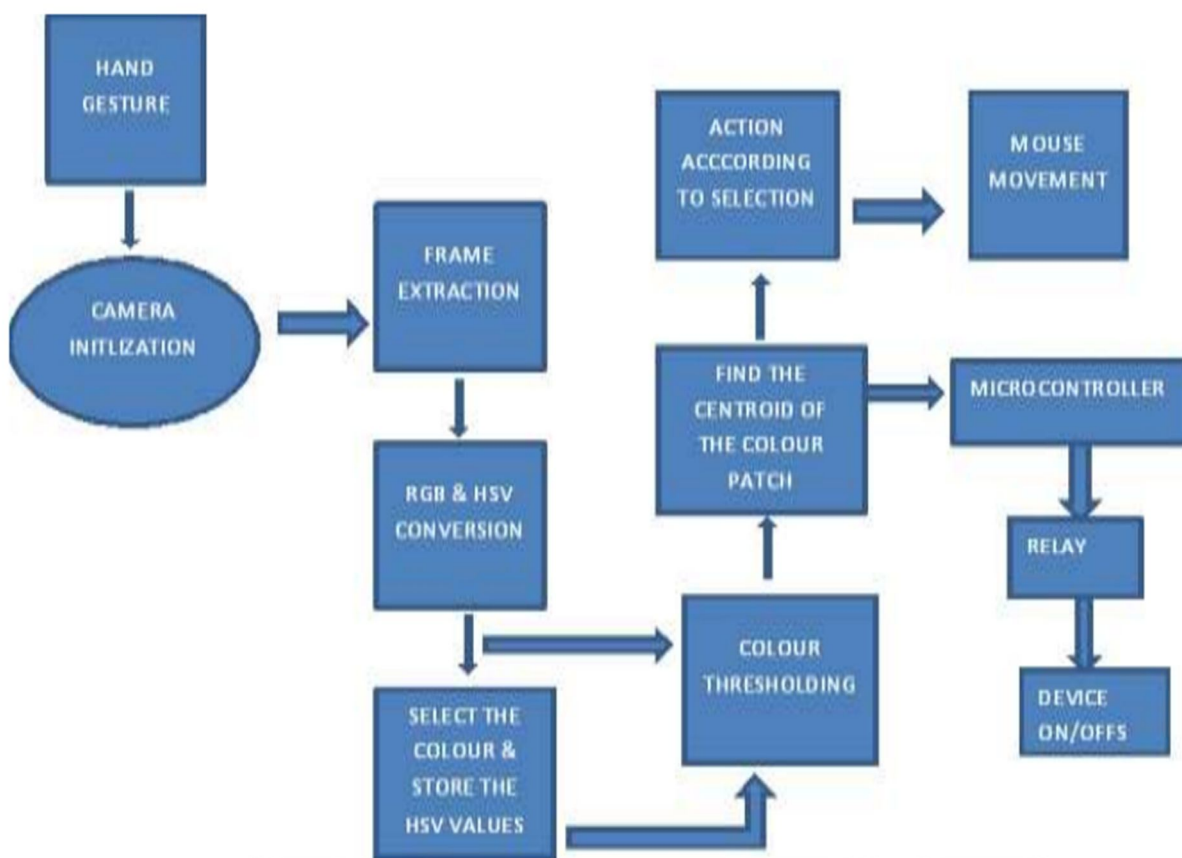 HAND
GESTURE
CAMERA
INITLIZATION
FRAME
EXTRACTION
RGB & HSV
CONVERSION
SELECT THE
COLOUR &
STORE THE
HSV VALUES
COLOUR
THRESHOLDING
FIND THE
CENTROID OF
THE COLOUR
PATCH
ACTION
ACCCORDING
TO SELECTION
MOUSE
MOVEMENT
MICROCONTROLLER
RELAY
DEVICE
ON/OFFS